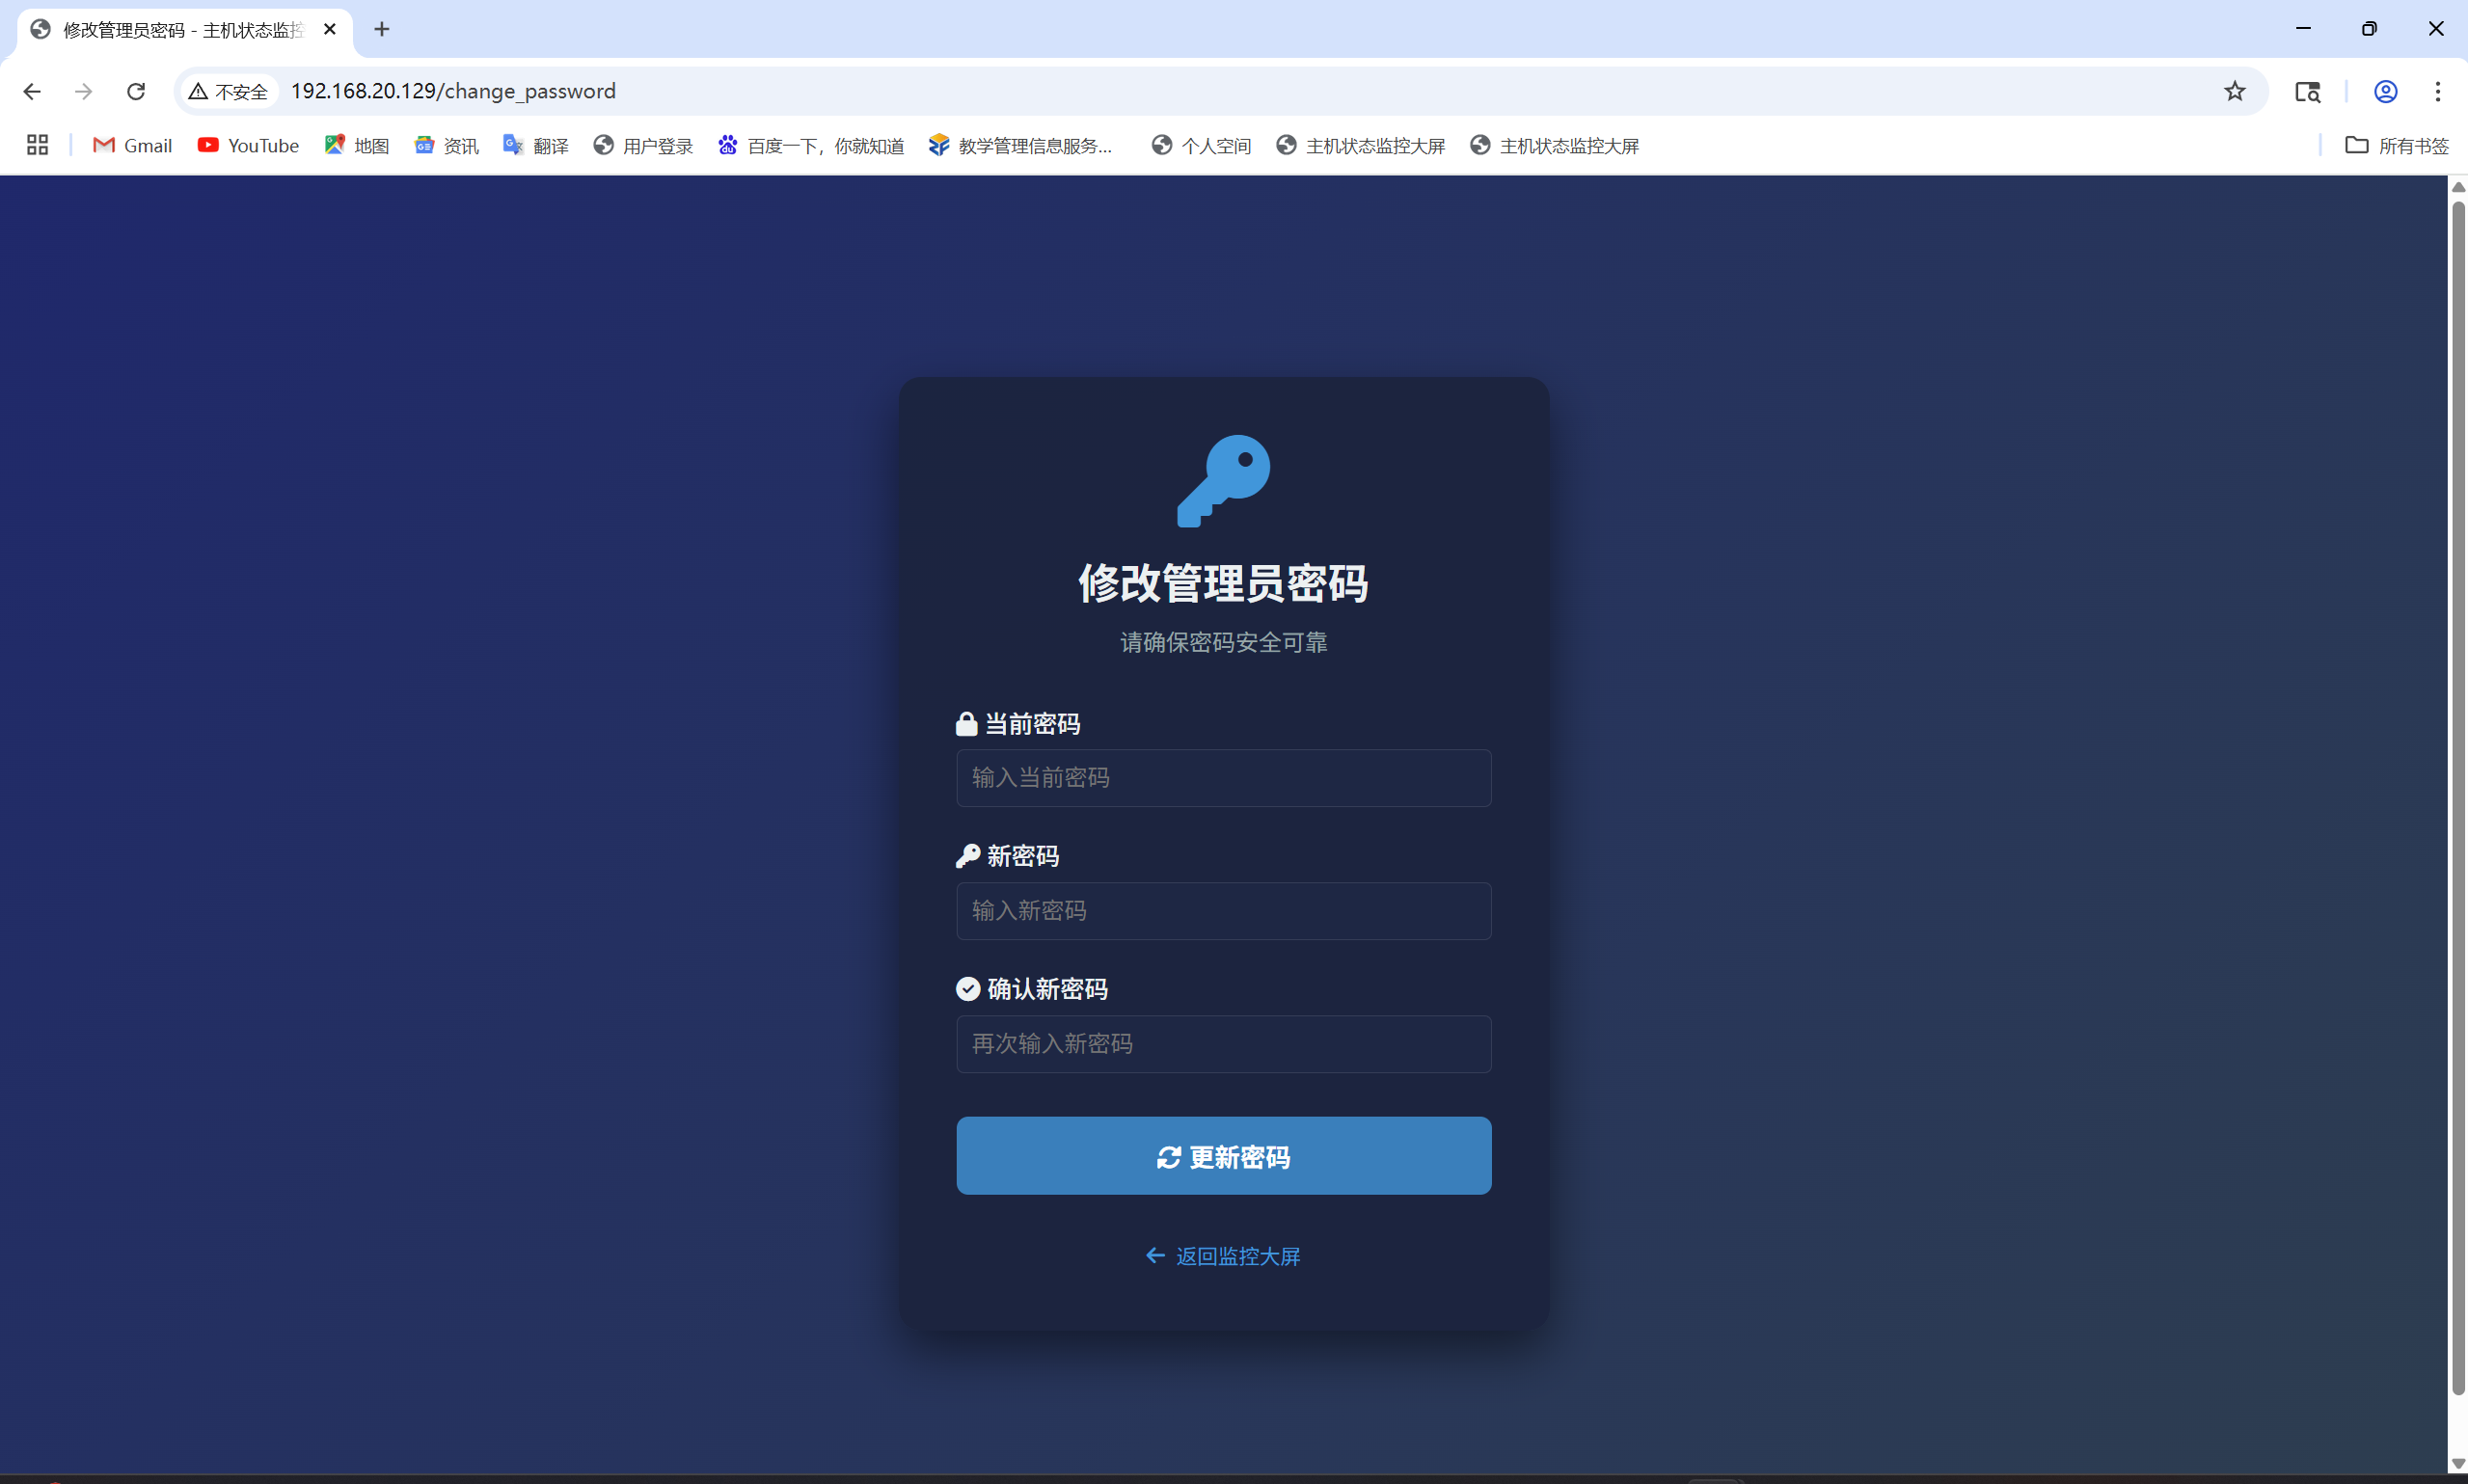 修改管理员密码 - 主机状态监控
不安全 192.168.20.129/change_password
Gmail YouTube 地图 资讯 翻译 用户登录 百度一下，你就知道 教学管理信息服务... 个人空间 主机状态监控大屏 主机状态监控大屏 所有书签
修改管理员密码
请确保密码安全可靠
当前密码
输入当前密码
新密码
输入新密码
确认新密码
再次输入新密码
更新密码
返回监控大屏